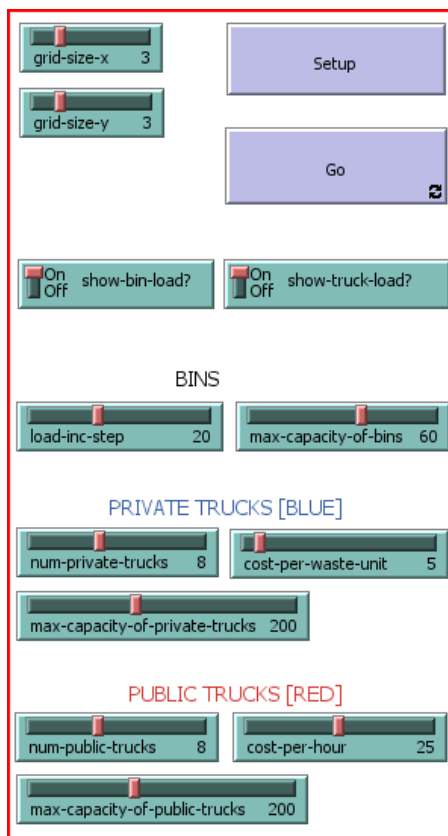 grid-size-x 3
Setup
grid-size-y 3
Go
On
Off
show-bin-load?
On
Off
show-truck-load?
BINS
load-inc-step 20
max-capacity-of-bins 60
PRIVATE TRUCKS [BLUE]
num-private-trucks 8
cost-per-waste-unit 5
max-capacity-of-private-trucks 200
PUBLIC TRUCKS [RED]
num-public-trucks 8
cost-per-hour 25
max-capacity-of-public-trucks 200